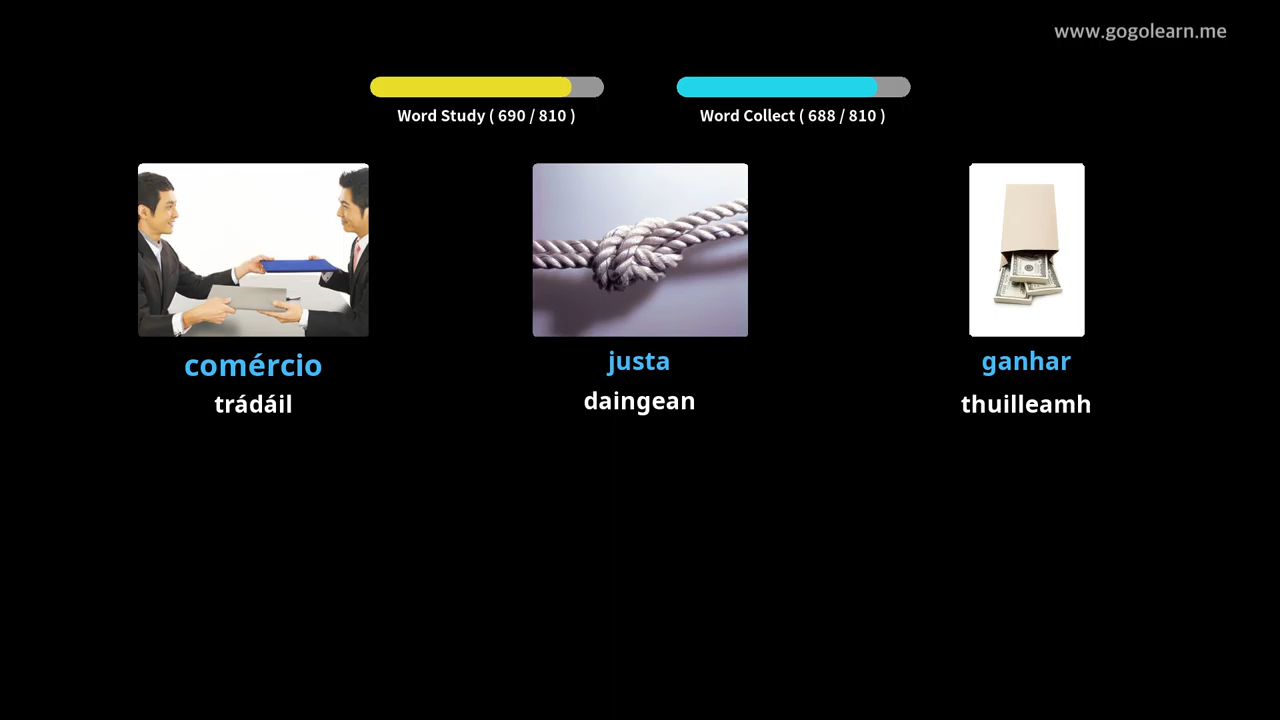 www.gogolearn.me
Word Study ( 690 / 810 )
Word Collect ( 688 / 810 )
comércio
trádáil
justa
daingean
ganhar
thuilleamh